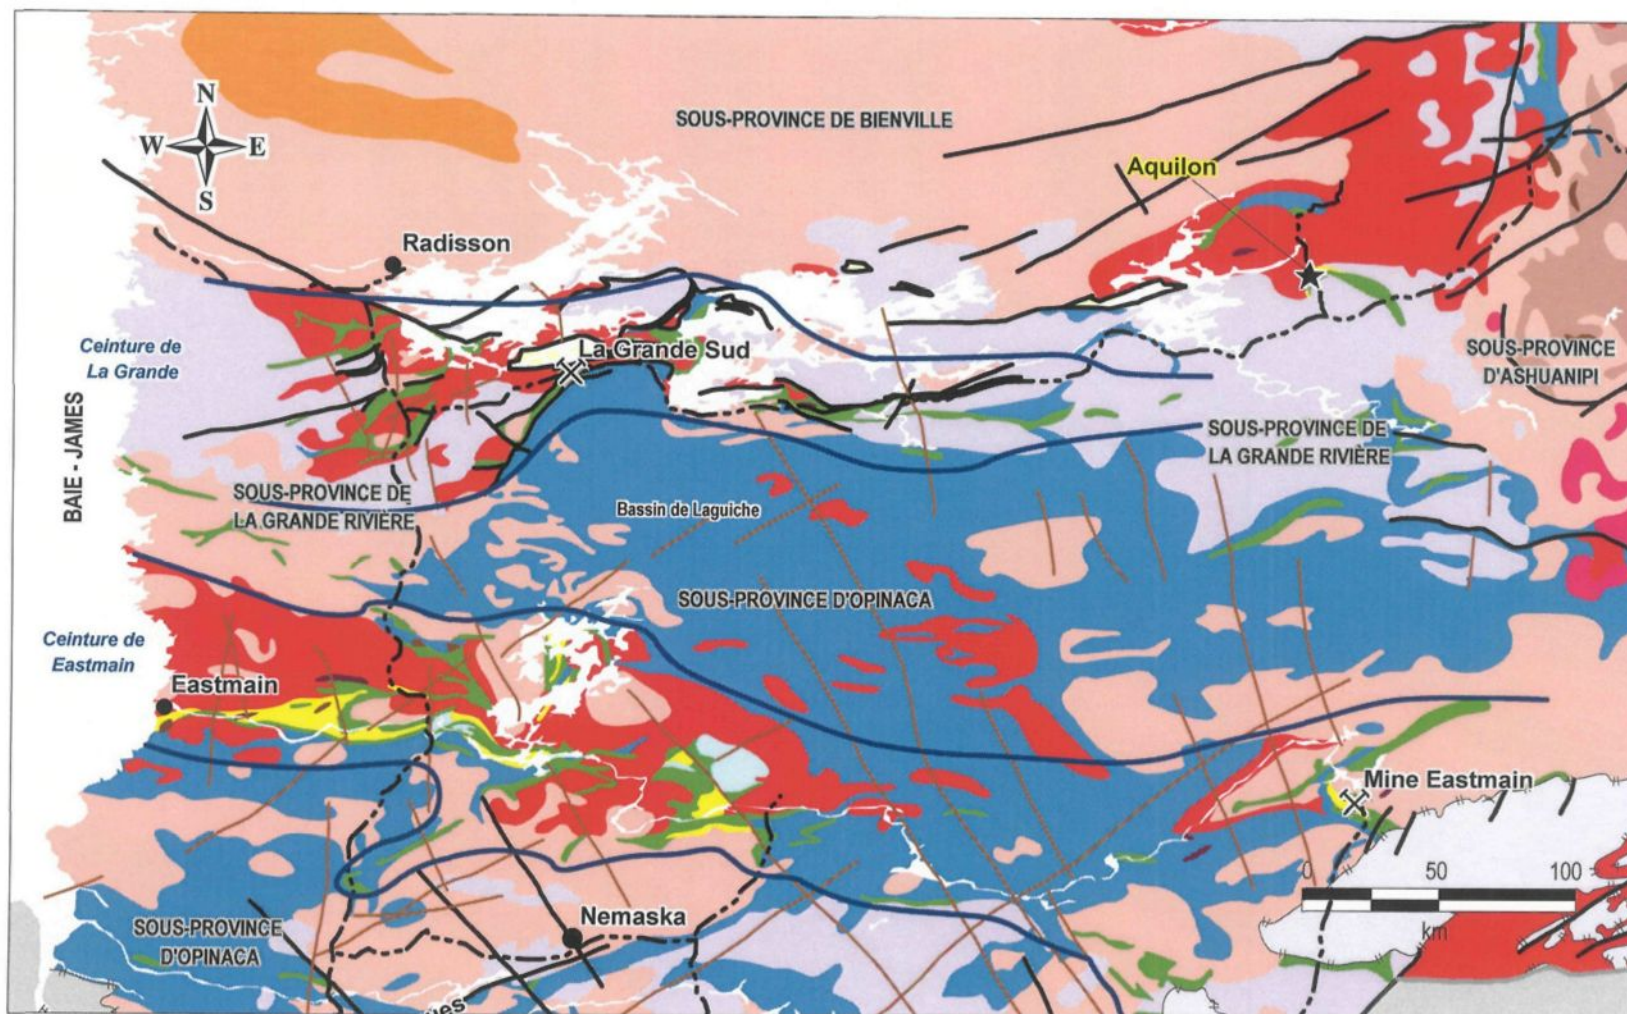 SOUS-PROVINCE DE BIENVILLE
N
W E
S
Aquilon
Radisson
Ceinture de
La Grande
La Grande Sud
SOUS-PROVINCE
D'ASHUANIPI
BAIE - JAMES
SOUS-PROVINCE DE
LA GRANDE RIVIÈRE
SOUS-PROVINCE DE
LA GRANDE RIVIÈRE
Bassin de Laguiche
SOUS-PROVINCE D'OPINACA
Ceinture de
Eastmain
Eastmain
Mine Eastmain
0 50 100
km
Nemaska
SOUS-PROVINCE
D'OPINACA
ues